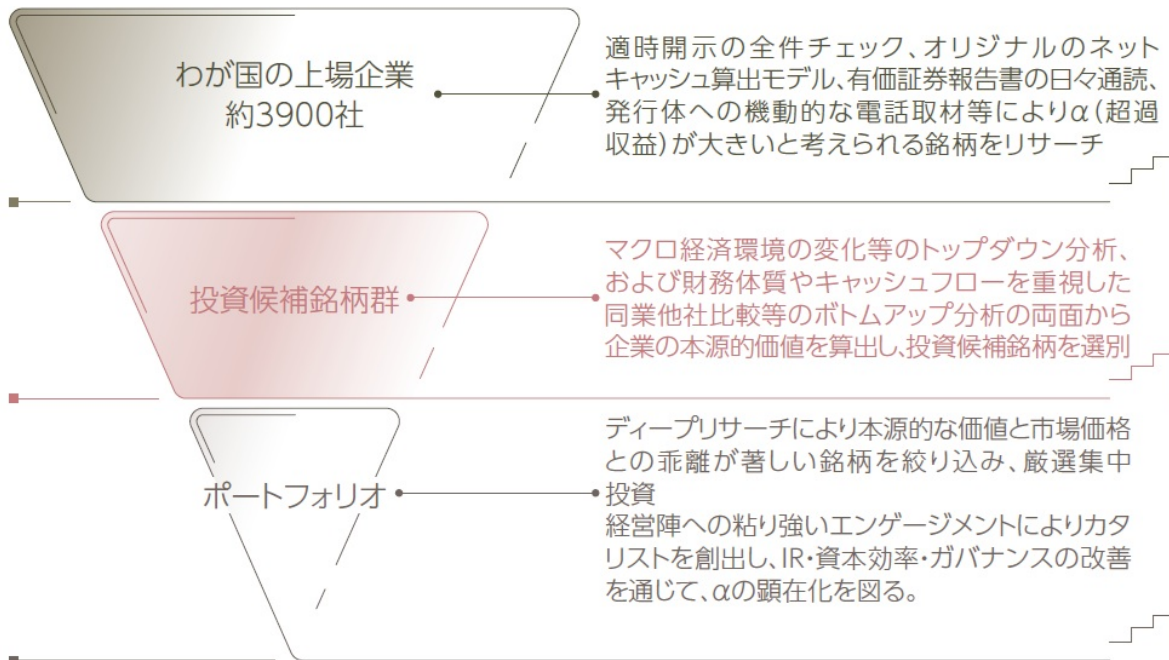 わが国の上場企業
約3900社
適時開示の全件チェック、オリジナルのネット
キャッシュ算出モデル、有価証券報告書の日々通読、
発行体への機動的な電話取材等によりα(超過
収益)が大きいと考えられる銘柄をリサーチ
投資候補銘柄群
マクロ経済環境の変化等のトップダウン分析、
および財務体質やキャッシュフローを重視した
同業他社比較等のボトムアップ分析の両面から
企業の本源的価値を算出し、投資候補銘柄を選別
ポートフォリオ
ディープリサーチにより本源的な価値と市場価格
との乖離が著しい銘柄を絞り込み、厳選集中
投資
経営陣への粘り強いエンゲージメントによりカタ
リストを創出し、IR・資本効率・ガバナンスの改善
を通じて、αの顕在化を図る。